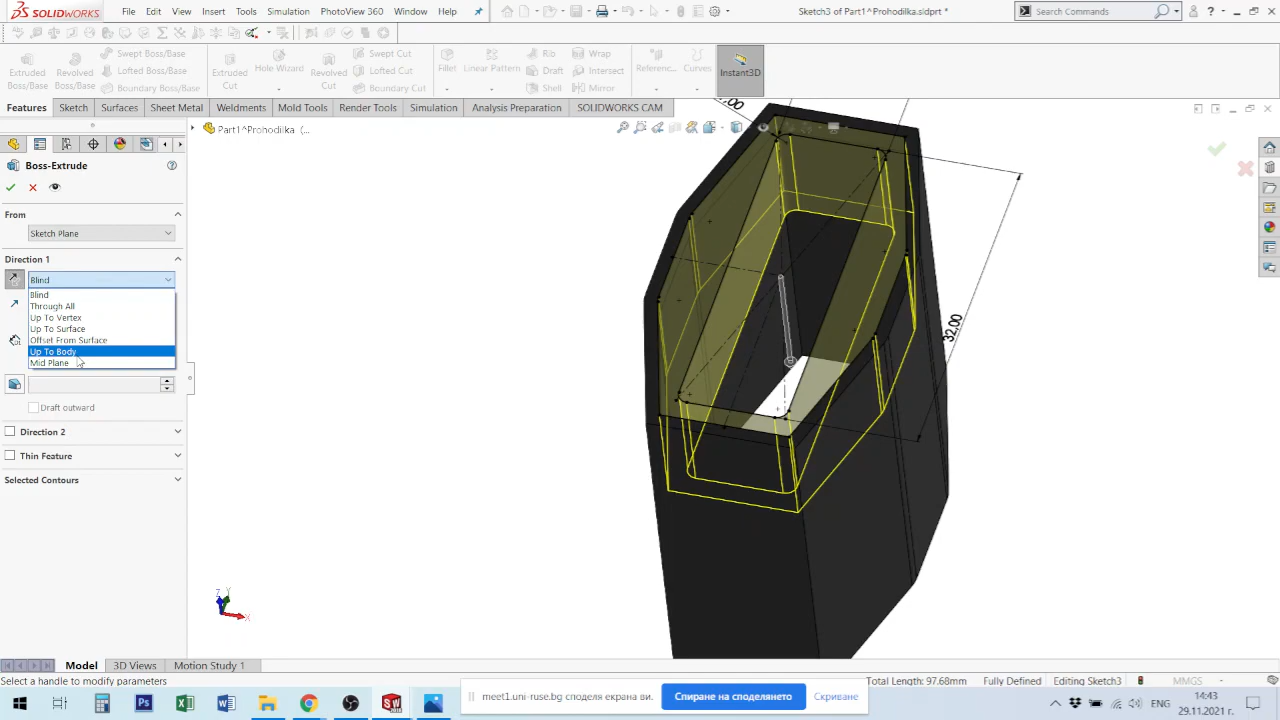 SOLIDWORKS File Edit View Insert Tools Simulation PhotoView 360 Window Help Sketch3 of Part1^Prohodilka.sldprt * Search Commands
Extruded Boss/Base
Revolved Boss/Base
Swept Boss/Base
Lofted Boss/Base
Boundary Boss/Base
Extruded Cut
Hole Wizard
Revolved Cut
Swept Cut
Lofted Cut
Boundary Cut
Fillet
Linear Pattern
Rib
Draft
Shell
Wrap
Intersect
Mirror
Referenc...
Curves
Instant3D
Features Sketch Surfaces Sheet Metal Weldments Mold Tools Render Tools Simulation Analysis Preparation SOLIDWORKS CAM
Part1^Prohodilka (...
Boss-Extrude
From
Sketch Plane
Direction 1
Blind
Blind
Through All
Up To Vertex
Up To Surface
Offset From Surface
Up To Body
Mid Plane
Draft outward
Direction 2
Thin Feature
Selected Contours
32,00
Z Y
X
Model 3D Views Motion Study 1
Select a handle to modify parameters Total Length: 97.68mm Fully Defined Editing Sketch3 MMGS
meet1.uni-ruse.bg споделя екрана ви. Спиране на споделянето Скриване
ENG 14:43
29.11.2021 г.